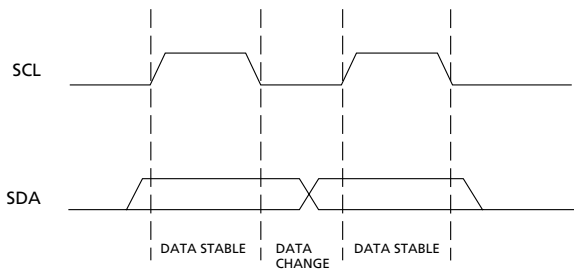 SCL
SDA
DATA STABLE
DATA
CHANGE
DATA STABLE